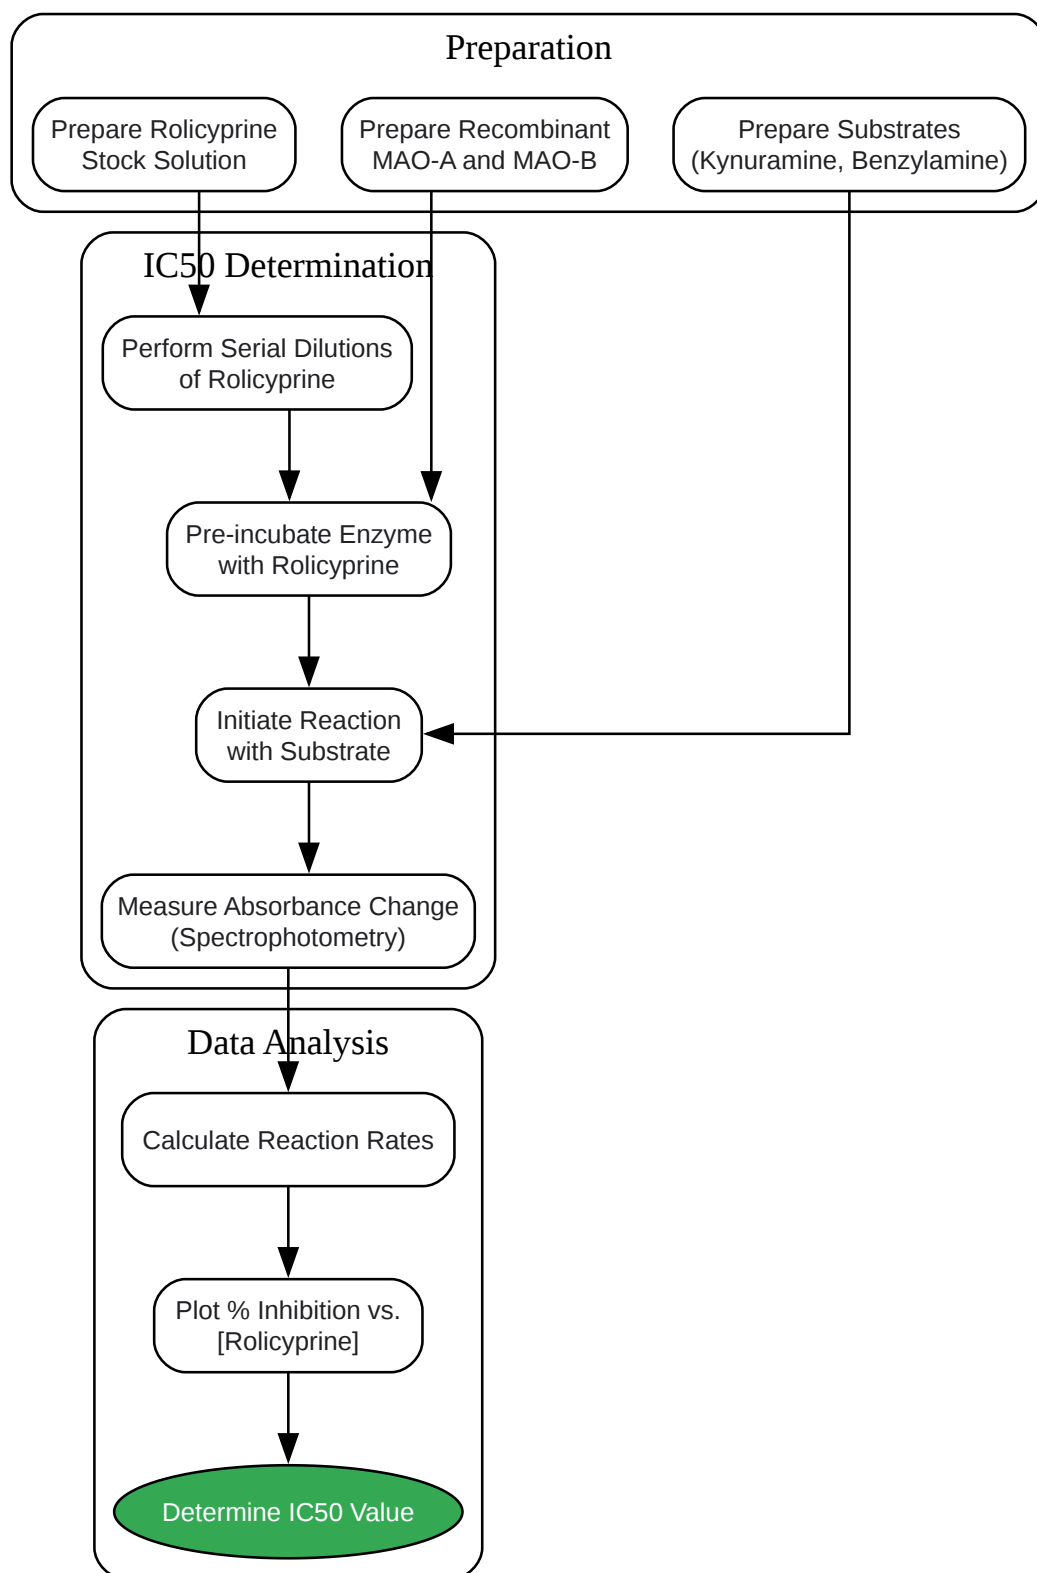 Preparation
Prepare Rolicyprine
Stock Solution
Prepare Recombinant
MAO-A and MAO-B
Prepare Substrates
(Kynuramine, Benzylamine)
IC50 Determination
Perform Serial Dilutions
of Rolicyprine
Pre-incubate Enzyme
with Rolicyprine
Initiate Reaction
with Substrate
Measure Absorbance Change
(Spectrophotometry)
Data Analysis
Calculate Reaction Rates
Plot % Inhibition vs.
[Rolicyprine]
Determine IC50 Value